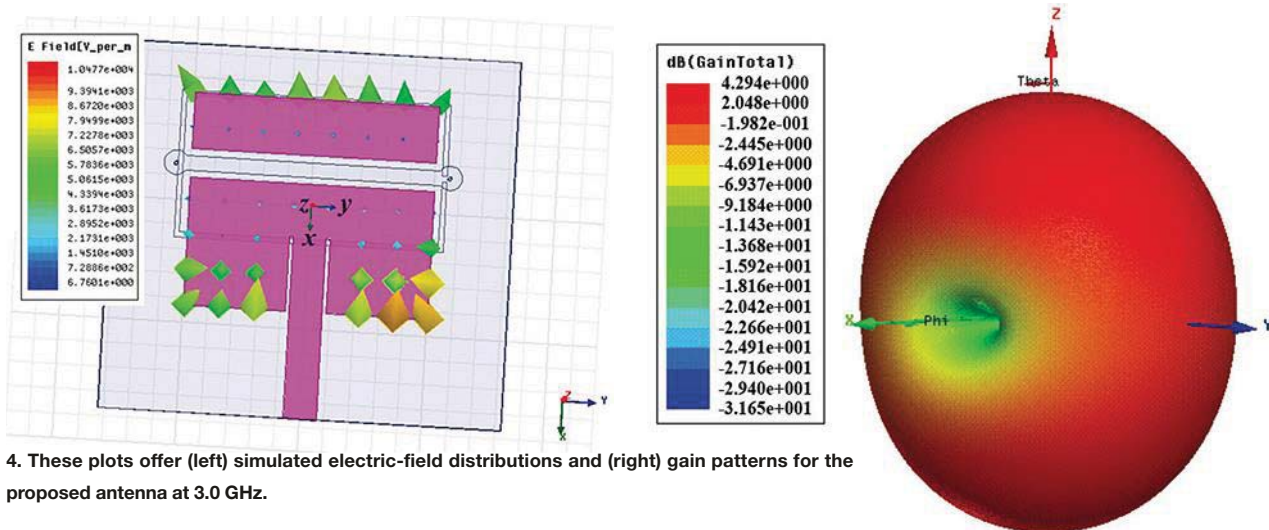 E Field[V_per_m
1.0477e+004
9.3941e+003
8.6720e+003
7.9499e+003
7.2278e+003
6.5057e+003
5.7836e+003
5.0615e+003
4.3394e+003
3.6173e+003
2.8952e+003
2.1731e+003
1.4510e+003
7.2886e+002
6.7601e+000
z y
x
Z
Y
X
dB(GainTotal)
4.294e+000
2.048e+000
-1.982e-001
-2.445e+000
-4.691e+000
-6.937e+000
-9.184e+000
-1.143e+001
-1.368e+001
-1.592e+001
-1.816e+001
-2.042e+001
-2.266e+001
-2.491e+001
-2.716e+001
-2.940e+001
-3.165e+001
Z
Theta
X
Phi
Y
4. These plots offer (left) simulated electric-field distributions and (right) gain patterns for the
proposed antenna at 3.0 GHz.